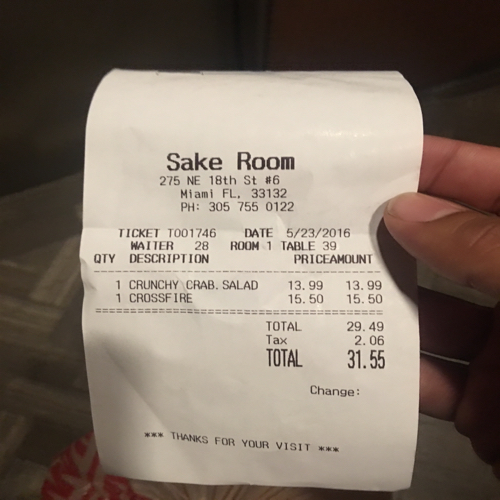 Sake Room
275 NE 18th St #6
Miami FL, 33132
PH: 305 755 0122
TICKET T001746 DATE 5/23/2016
WAITER 28 ROOM 1 TABLE 39
QTY DESCRIPTION PRICEAMOUNT
1 CRUNCHY CRAB. SALAD 13.99 13.99
1 CROSSFIRE 15.50 15.50
TOTAL 29.49
Tax 2.06
TOTAL 31.55
Change:
*** THANKS FOR YOUR VISIT ***